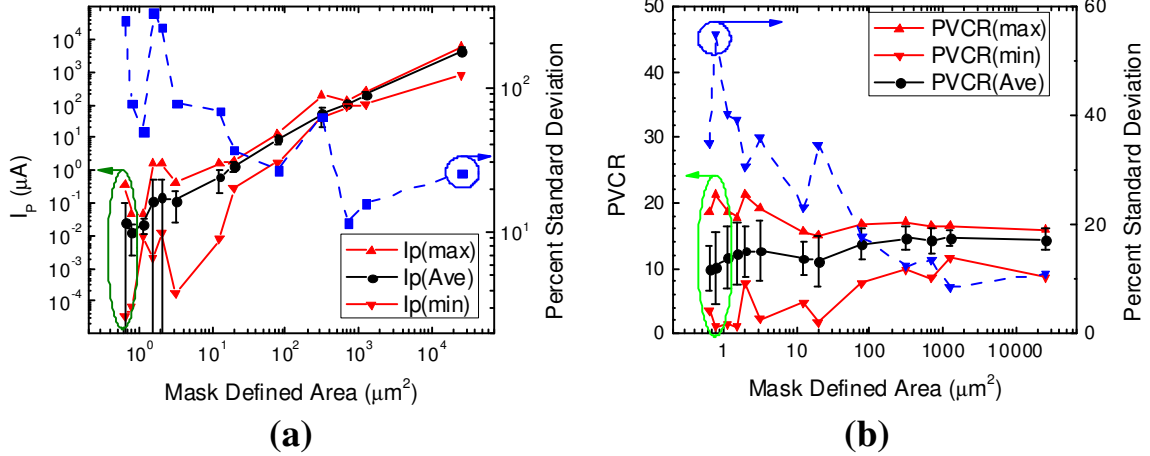 10⁴
10³
10²
10¹
10⁰
10⁻¹
10⁻²
10⁻³
10⁻⁴
I_P (μA)
10⁰
10¹
10²
10³
10⁴
Mask Defined Area (μm²)
10²
10¹
Percent Standard Deviation
Ip(max)
Ip(Ave)
Ip(min)
(a)
50
40
30
20
10
0
PVCR
1
10
100
1000
10000
Mask Defined Area (μm²)
60
40
20
0
Percent Standard Deviation
PVCR(max)
PVCR(min)
PVCR(Ave)
(b)